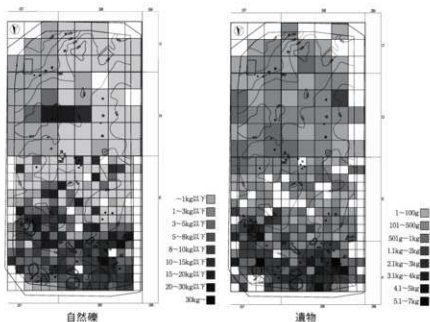 ~1kg以下
1~3kg以下
3~5kg以下
5~8kg以下
8~10kg以下
10~15kg以下
15~20kg以下
20~30kg以下
30kg~
自然礫
1~100g
101~500g
501g~1kg
1.1kg~2kg
2.1kg~3kg
3.1kg~4kg
4.1~5kg
5.1~7kg
遺物